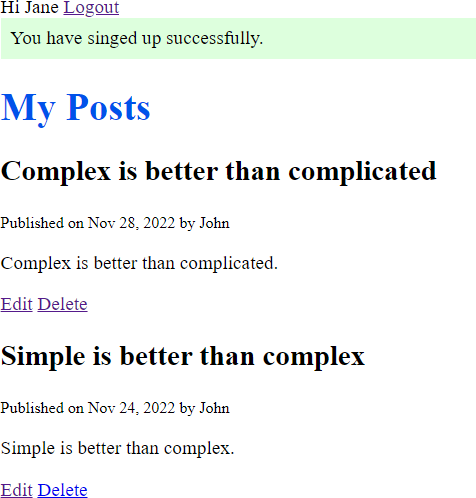 Hi Jane Logout
You have singed up successfully.
My Posts
Complex is better than complicated
Published on Nov 28, 2022 by John
Complex is better than complicated.
Edit Delete
Simple is better than complex
Published on Nov 24, 2022 by John
Simple is better than complex.
Edit Delete